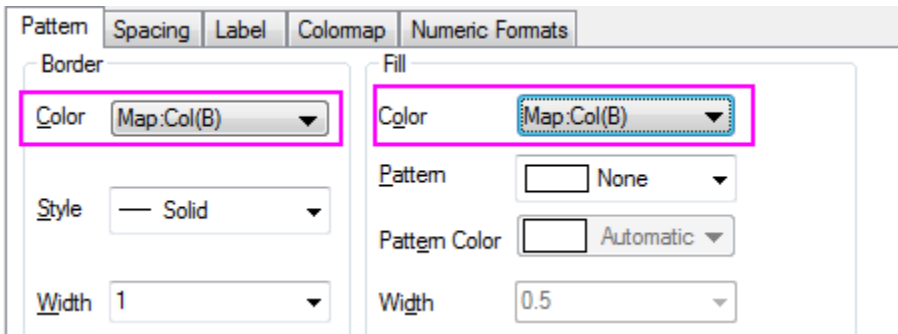 Pattern Spacing Label Colormap Numeric Formats
Border
Color Map:Col(B)
Style Solid
Width 1
Fill
Color Map:Col(B)
Pattern None
Pattern Color Automatic
Width 0.5